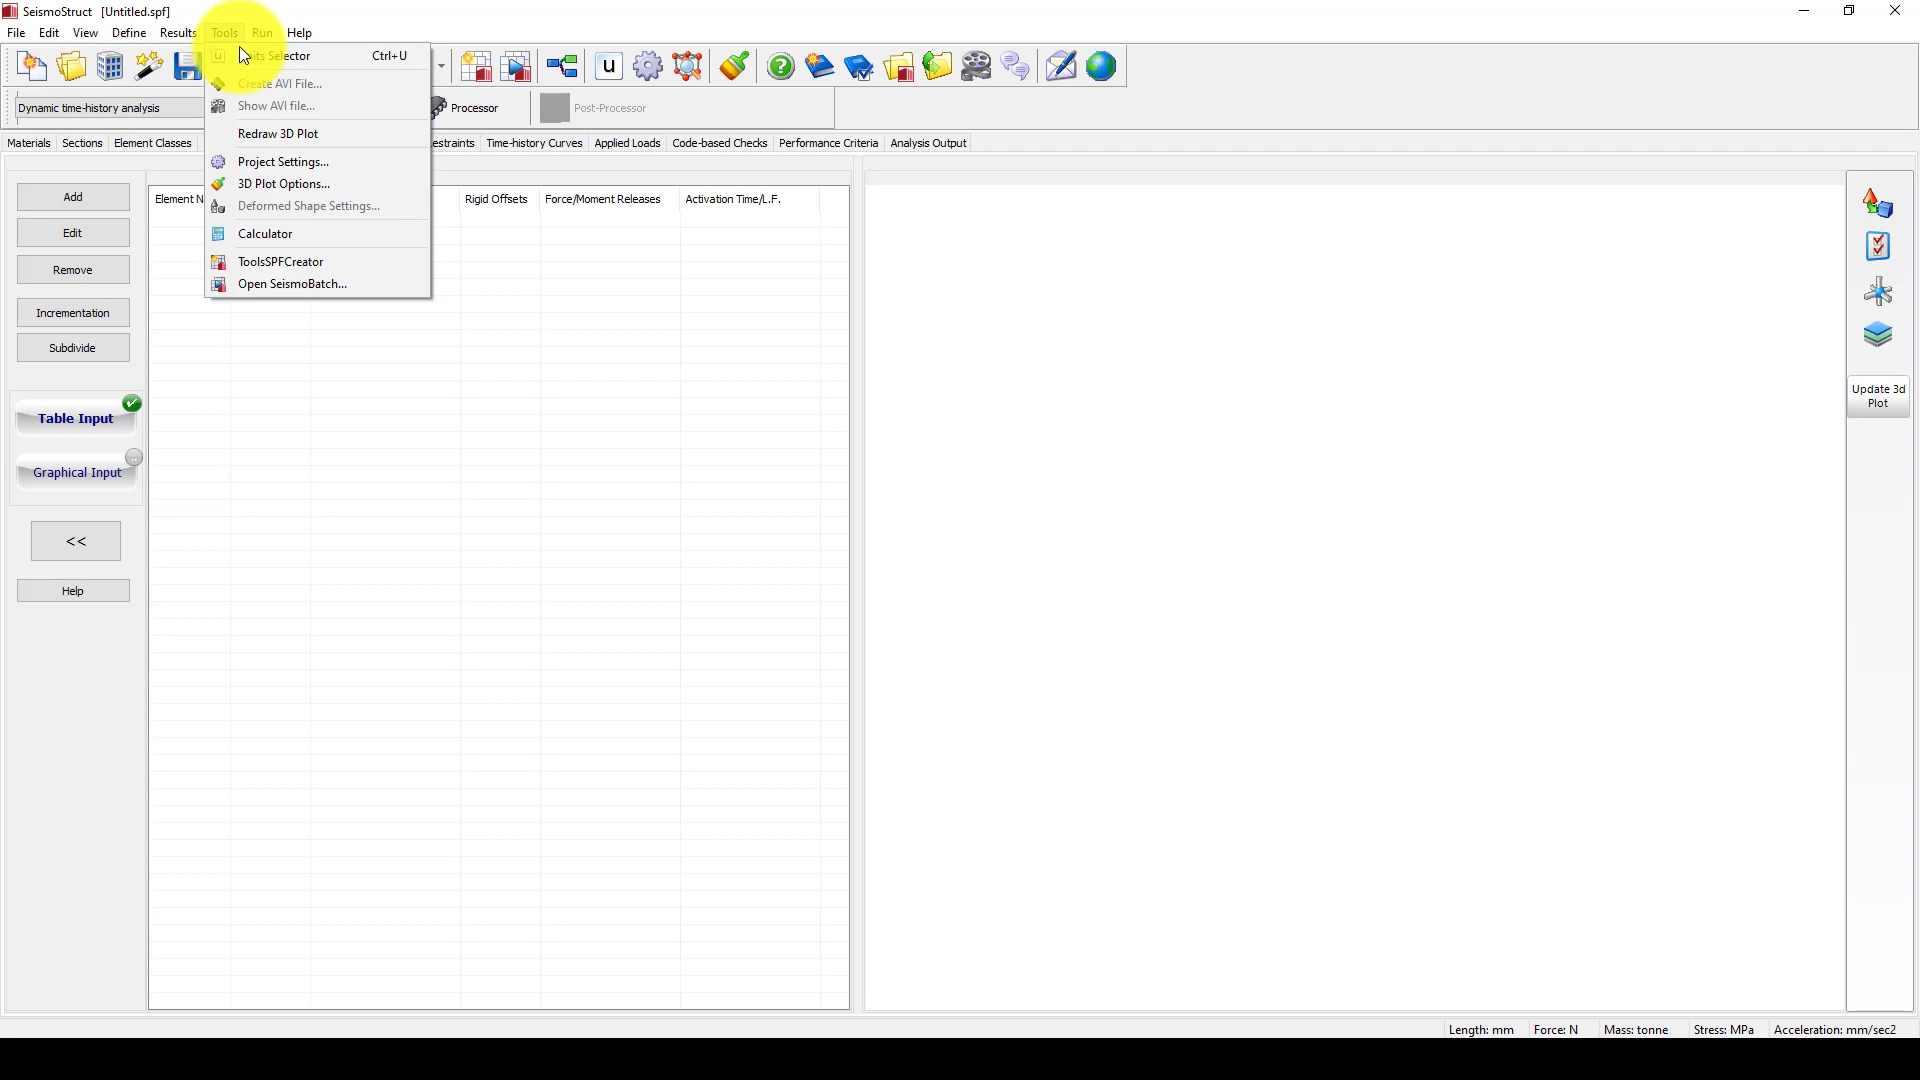 SeismoStruct [Untitled.spf]
File Edit View Define Results Tools Run Help
Units Selector Ctrl+U
Create AVI File...
Show AVI file...
Redraw 3D Plot
Project Settings...
3D Plot Options...
Deformed Shape Settings...
Calculator
ToolsSPFCreator
Open SeismoBatch...
u
Dynamic time-history analysis Processor Post-Processor
Materials Sections Element Classes Time-history Curves Applied Loads Code-based Checks Performance Criteria Analysis Output
Element N Rigid Offsets Force/Moment Releases Activation Time/L.F.
Add
Edit
Remove
Incrementation
Subdivide
Table Input
Graphical Input
<<
Help
Update 3d
Plot
Length: mm Force: N Mass: tonne Stress: MPa Acceleration: mm/sec2